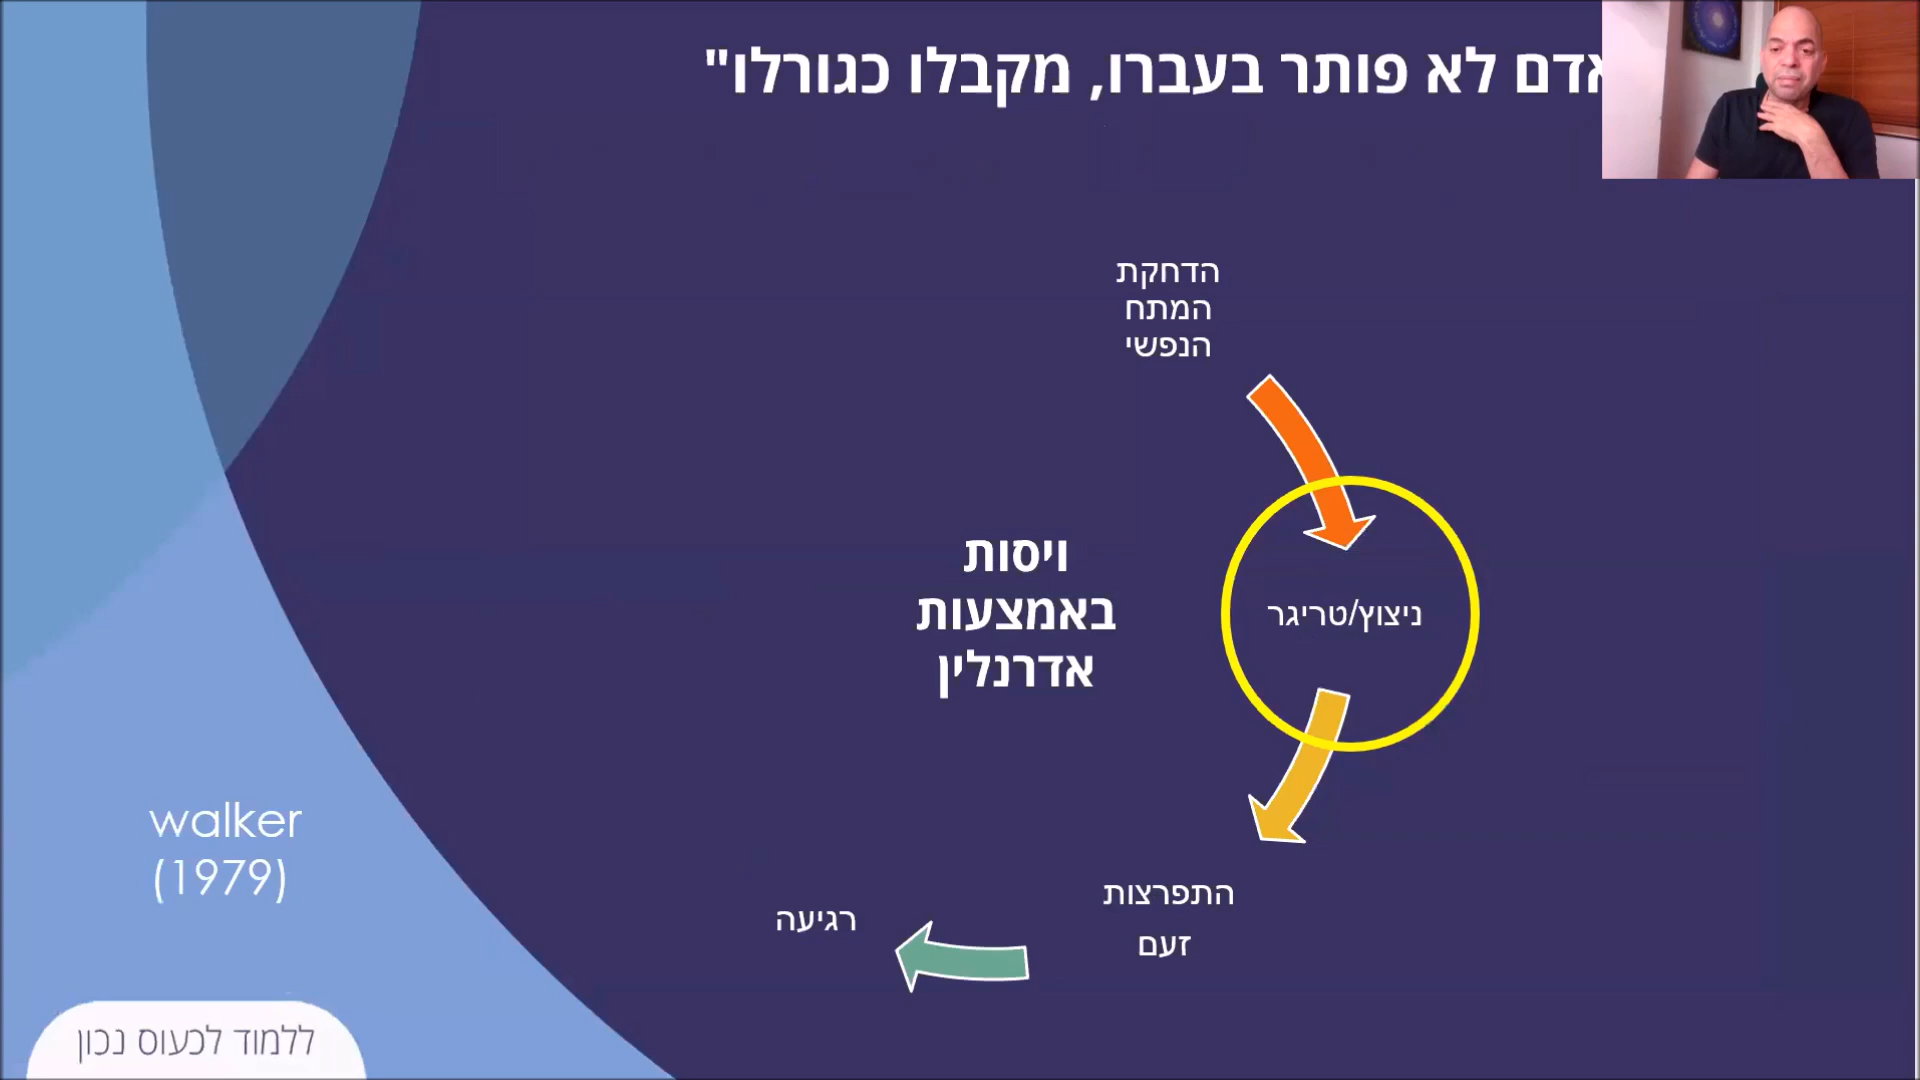 אדם לא פותר בעברו, מקבלו כגורלו"
הדחקת
המתח
הנפשי
ניצוץ/טריגר
ויסות
באמצעות
אדרנלין
התפרצות
זעם
רגיעה
walker
(1979)
ללמוד לכעוס נכון